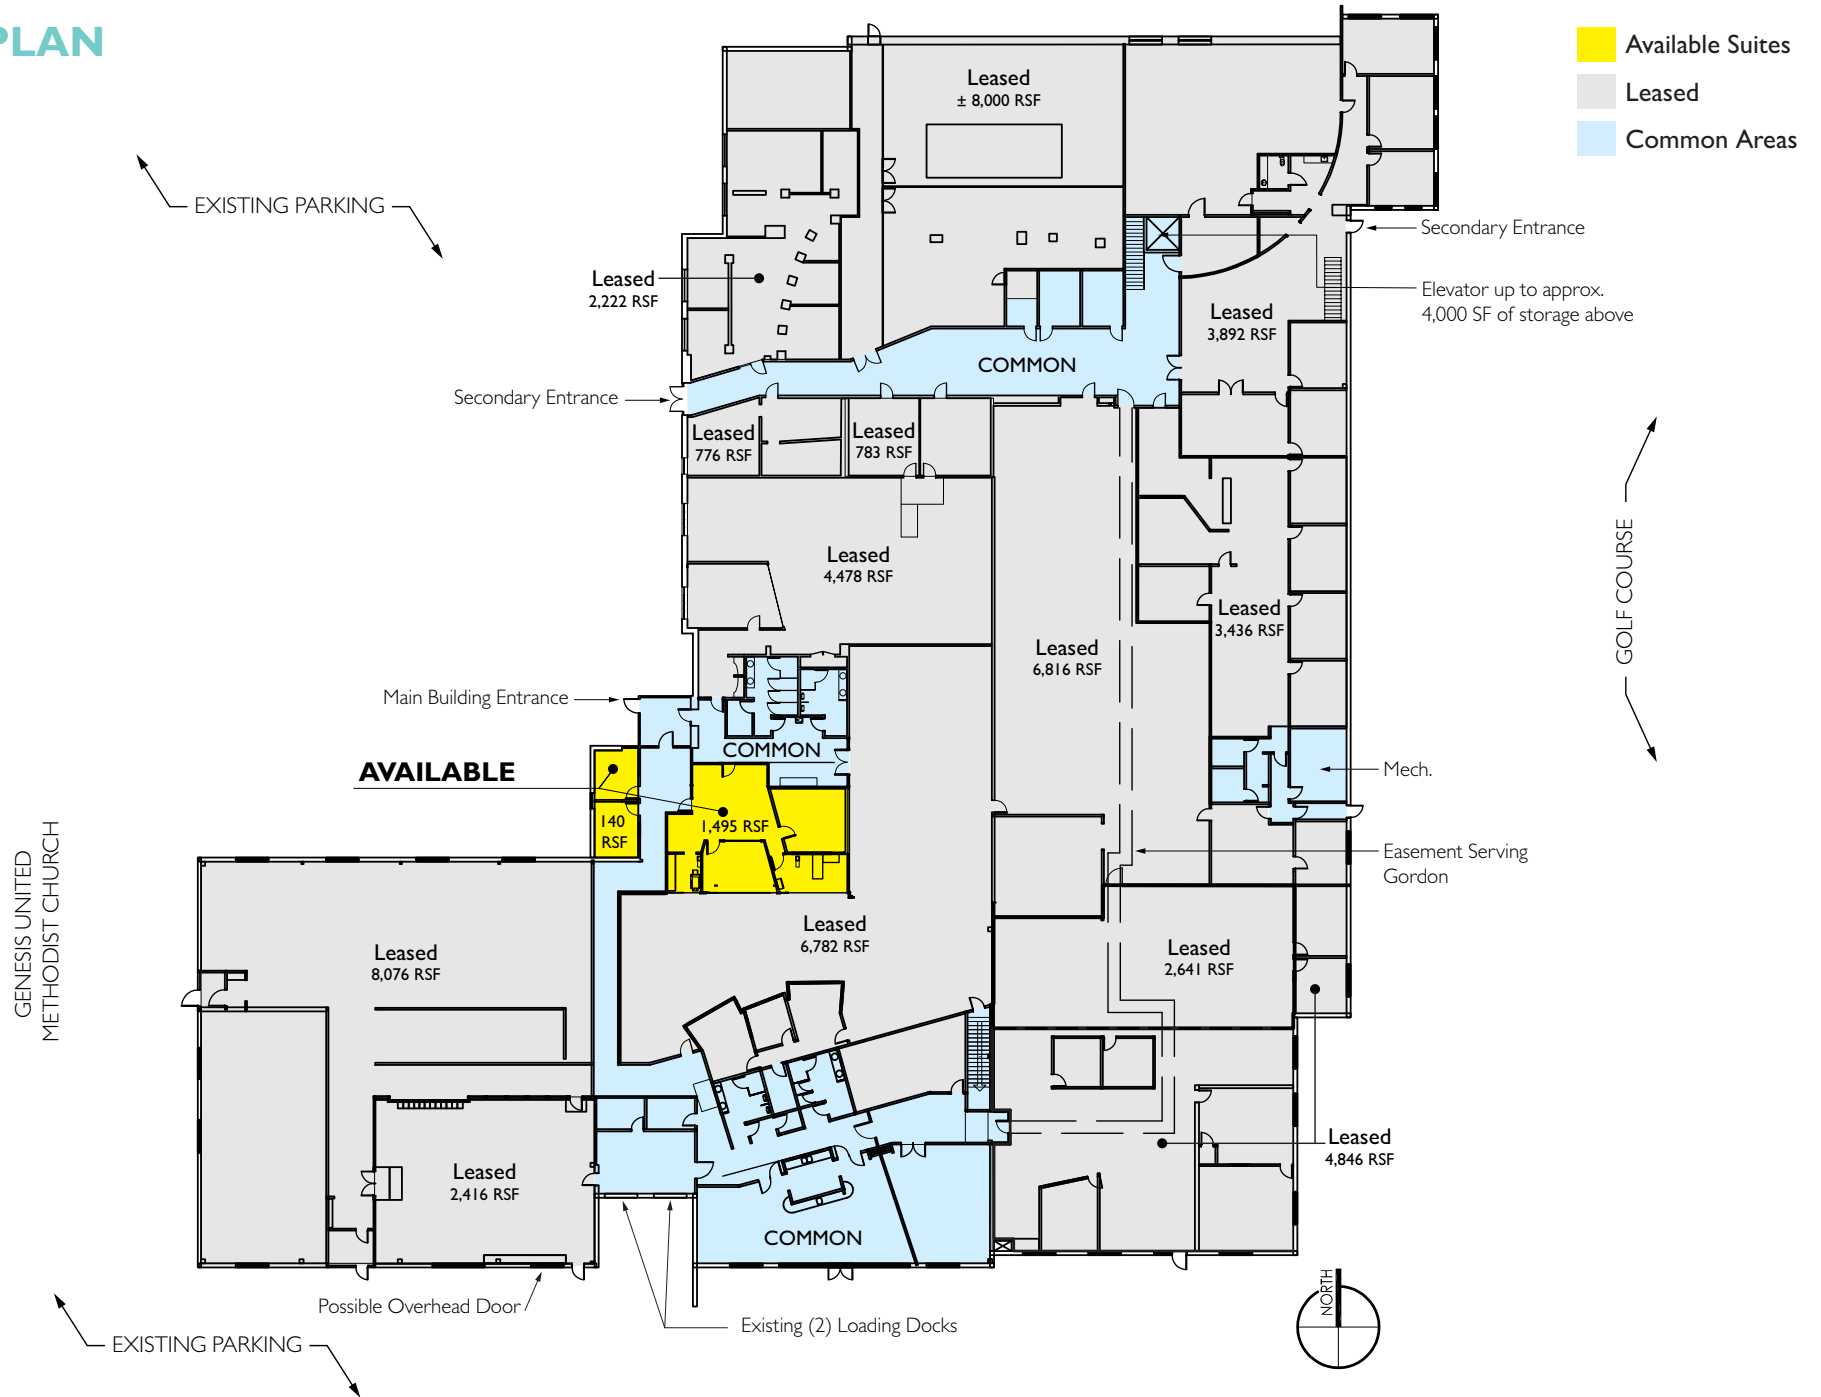 PLAN
Available Suites
Leased
Common Areas
Leased
± 8,000 RSF
EXISTING PARKING
Secondary Entrance
Leased
2,222 RSF
Elevator up to approx.
4,000 SF of storage above
Leased
3,892 RSF
COMMON
Secondary Entrance
Leased
776 RSF
Leased
783 RSF
GOLF COURSE
Leased
4,478 RSF
Leased
3,436 RSF
Leased
6,816 RSF
Main Building Entrance
COMMON
AVAILABLE
Mech.
140
RSF
1,495 RSF
Easement Serving
Gordon
GENESIS UNITED
METHODIST CHURCH
Leased
6,782 RSF
Leased
8,076 RSF
Leased
2,641 RSF
Leased
4,846 RSF
Leased
2,416 RSF
COMMON
NORTH
Possible Overhead Door
Existing (2) Loading Docks
EXISTING PARKING